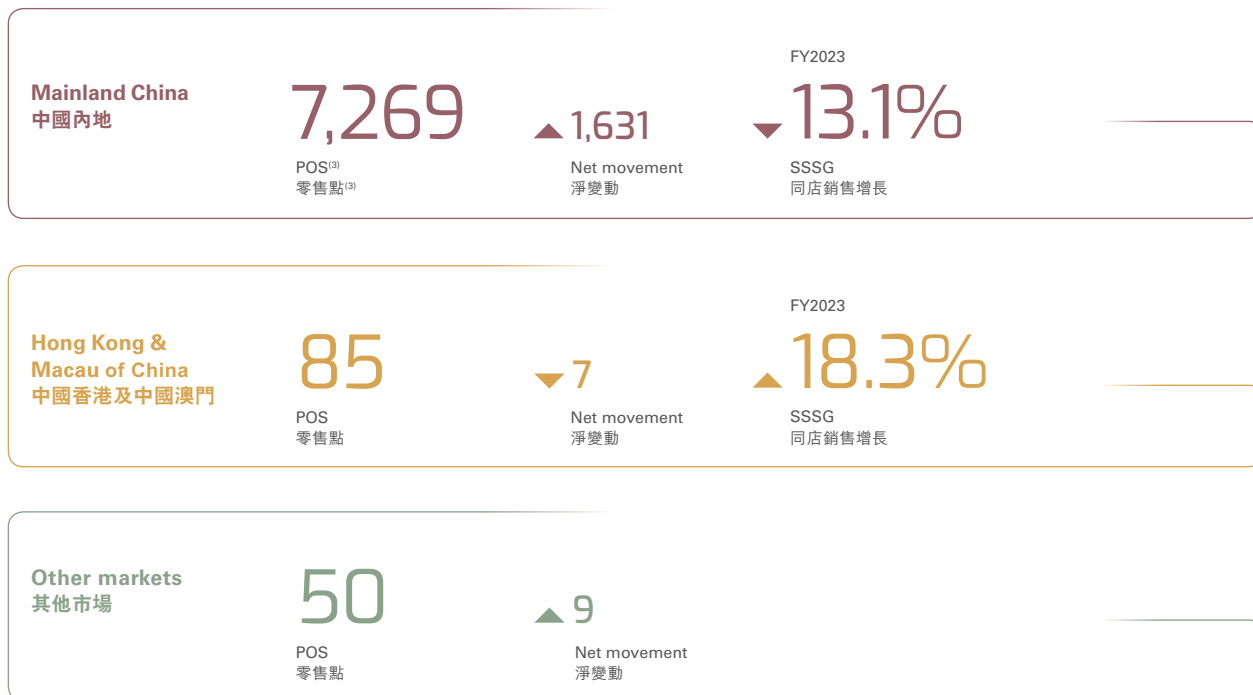 Mainland China
中國內地
7,269
POS(3)
零售點(3)
▲ 1,631
Net movement
淨變動
FY2023
▼ 13.1%
SSSG
同店銷售增長
Hong Kong &
Macau of China
中國香港及中國澳門
85
POS
零售點
▼ 7
Net movement
淨變動
FY2023
▲ 18.3%
SSSG
同店銷售增長
Other markets
其他市場
50
POS
零售點
▲ 9
Net movement
淨變動